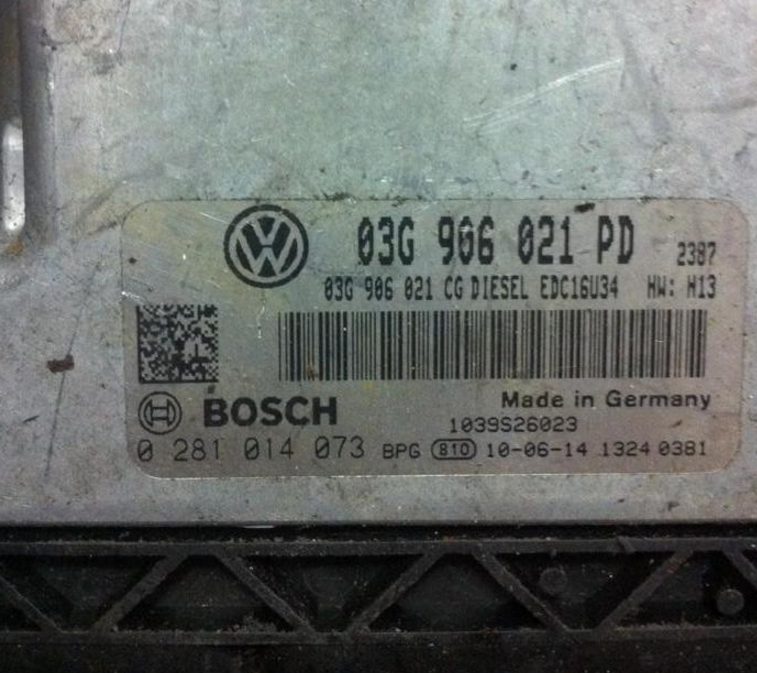 03G 906 021 PD 2387
03G 906 021 CG DIESEL EDC16U34 HW: H13
Made in Germany
BOSCH
1039S26023
0 281 014 073 BPG 810 10-06-14 1324 0381